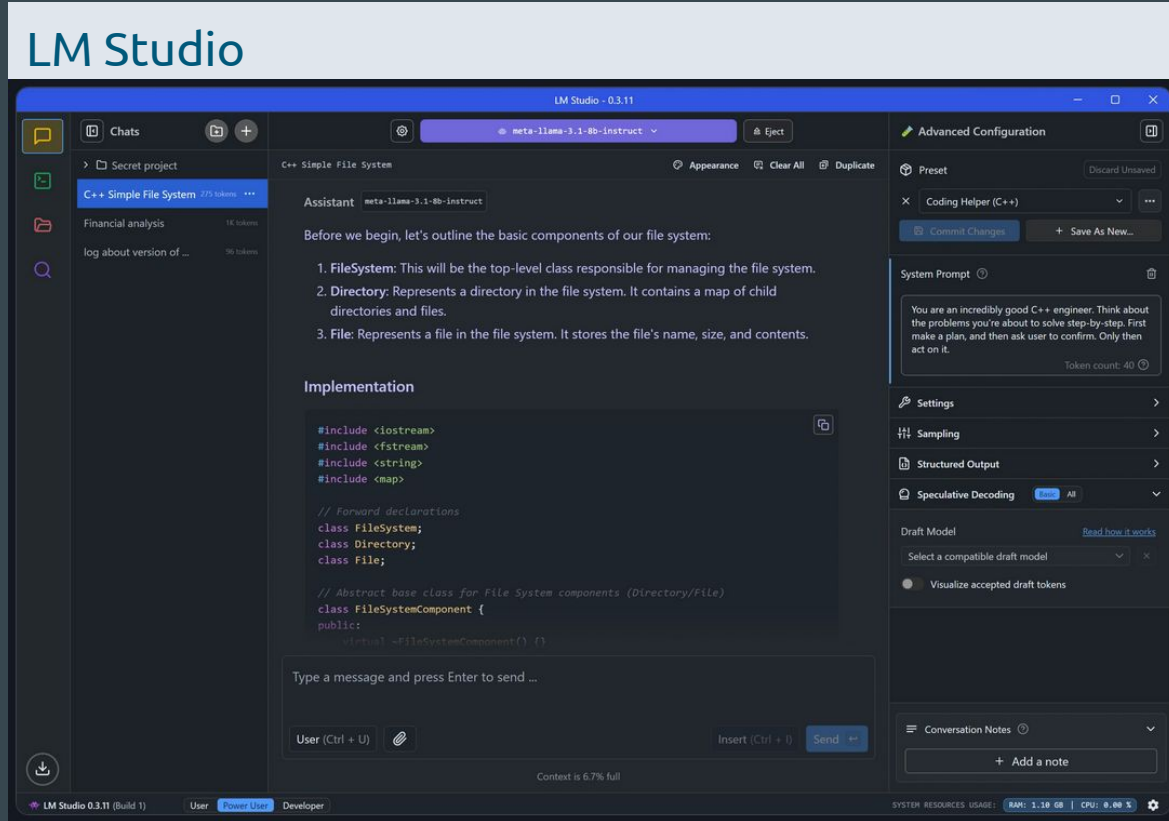 LM Studio
LM Studio - 0.3.11
Chats
Secret project
C++ Simple File System 275 tokens ...
Financial analysis 1K tokens
log about version of ... 96 tokens
meta-llama-3.1-8b-instruct
Eject
C++ Simple File System
Appearance Clear All Duplicate
Assistant meta-llama-3.1-8b-instruct
Before we begin, let's outline the basic components of our file system:
1. FileSystem: This will be the top-level class responsible for managing the file system.
2. Directory: Represents a directory in the file system. It contains a map of child
directories and files.
3. File: Represents a file in the file system. It stores the file's name, size, and contents.
Implementation
#include <iostream>
#include <fstream>
#include <string>
#include <map>
// Forward declarations
class FileSystem;
class Directory;
class File;
// Abstract base class for File System components (Directory/File)
class FileSystemComponent {
public:
virtual ~FileSystemComponent() {}
Type a message and press Enter to send ...
User (Ctrl + U)
Insert (Ctrl + I) Send
Context is 6.7% full
Advanced Configuration
Preset Discard Unsaved
Coding Helper (C++) ...
Commit Changes + Save As New...
System Prompt
You are an incredibly good C++ engineer. Think about
the problems you're about to solve step-by-step. First
make a plan, and then ask user to confirm. Only then
act on it.
Token count: 40
Settings
Sampling
Structured Output
Speculative Decoding Basic All
Draft Model Read how it works
Select a compatible draft model
Visualize accepted draft tokens
Conversation Notes
+ Add a note
LM Studio 0.3.11 (Build 1) User Power User Developer
SYSTEM RESOURCES USAGE: RAM: 1.10 GB | CPU: 0.00 %